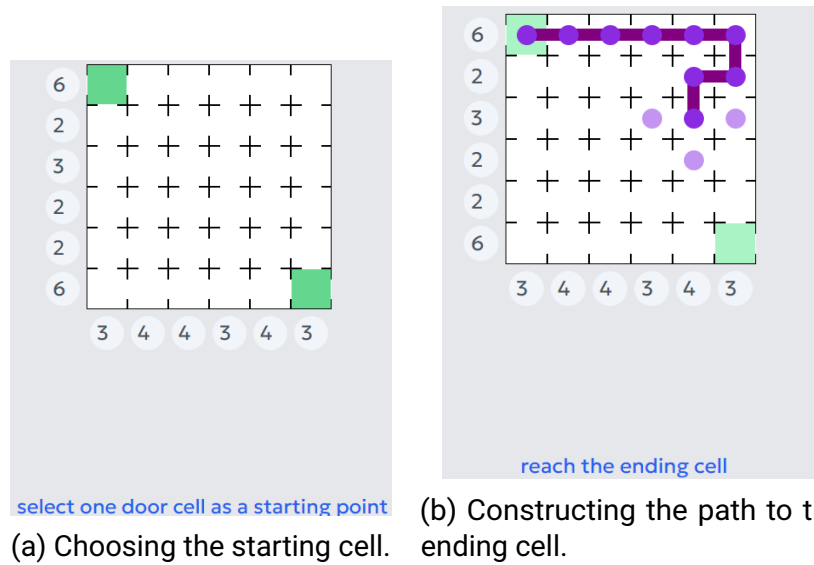 6
2
3
2
2
6
3 4 4 3 4 3
select one door cell as a starting point
(a) Choosing the starting cell.
6
2
3
2
2
6
3 4 4 3 4 3
reach the ending cell
(b) Constructing the path to t
ending cell.